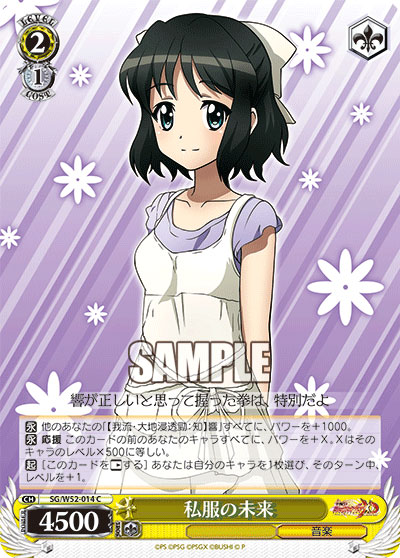 LEVEL
2
1
COST
SAMPLE
響が正しいと思って握った拳は、特別だよ
永 他のあなたの「【我流・大地浸透勁:知】響」すべてに、パワーを+1000。
永 応援 このカードの前のあなたのキャラすべてに、パワーを+X。Xはそのキャラのレベル×500に等しい。
起 [このカードを する] あなたは自分のキャラを1枚選び、そのターン中、レベルを+1。
CH SG/W52-014 C
4500
私服の未来
音楽
©PS ©PSG ©PSGX ©BUSHI © P